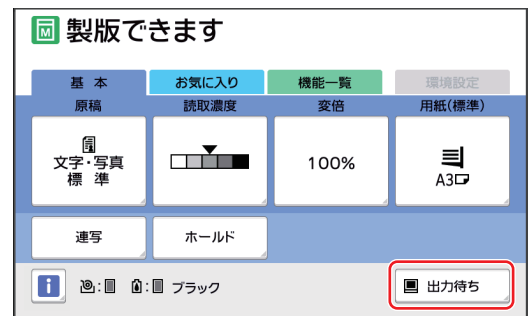 M 製版できます
基本 お気に入り 機能一覧 環境設定
原稿 読取濃度 変倍 用紙(標準)
文字・写真
標準
100%
A3
連写 ホールド
i : : ブラック 出力待ち